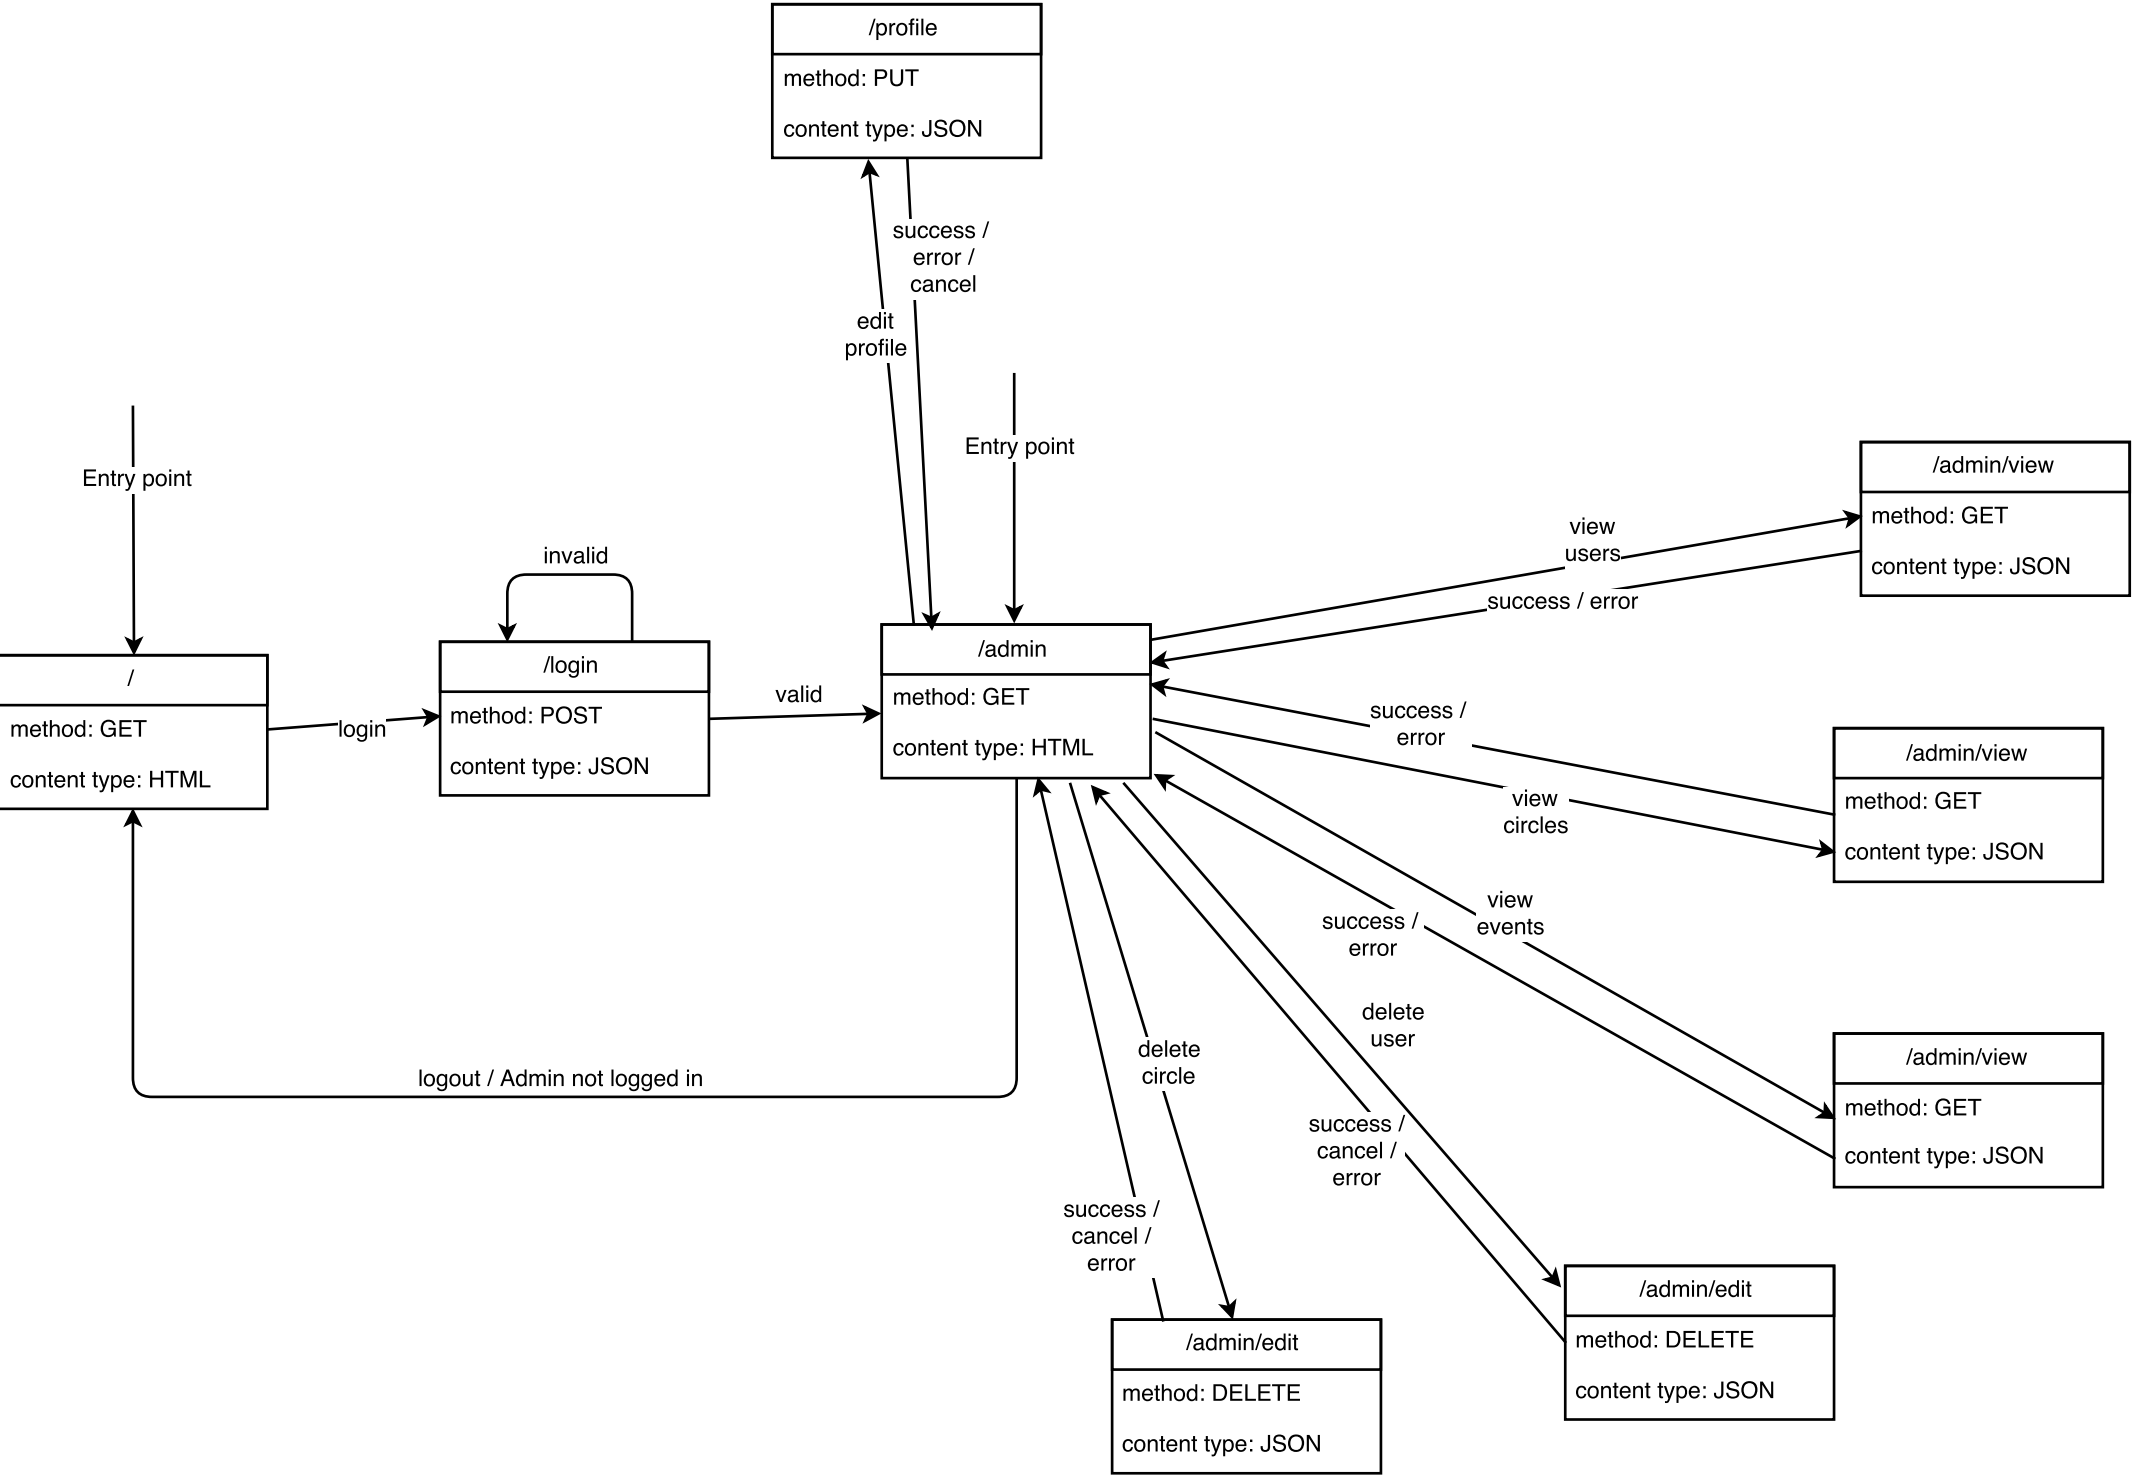 /profile
method: PUT
content type: JSON
success /
error /
cancel
edit
profile
Entry point
Entry point
/admin/view
method: GET
content type: JSON
view
users
success / error
invalid
/
method: GET
content type: HTML
login
/login
method: POST
content type: JSON
valid
/admin
method: GET
content type: HTML
success /
error
view
circles
/admin/view
method: GET
content type: JSON
view
events
success /
error
/admin/view
method: GET
content type: JSON
delete
user
delete
circle
logout / Admin not logged in
success /
cancel /
error
success /
cancel /
error
/admin/edit
method: DELETE
content type: JSON
/admin/edit
method: DELETE
content type: JSON